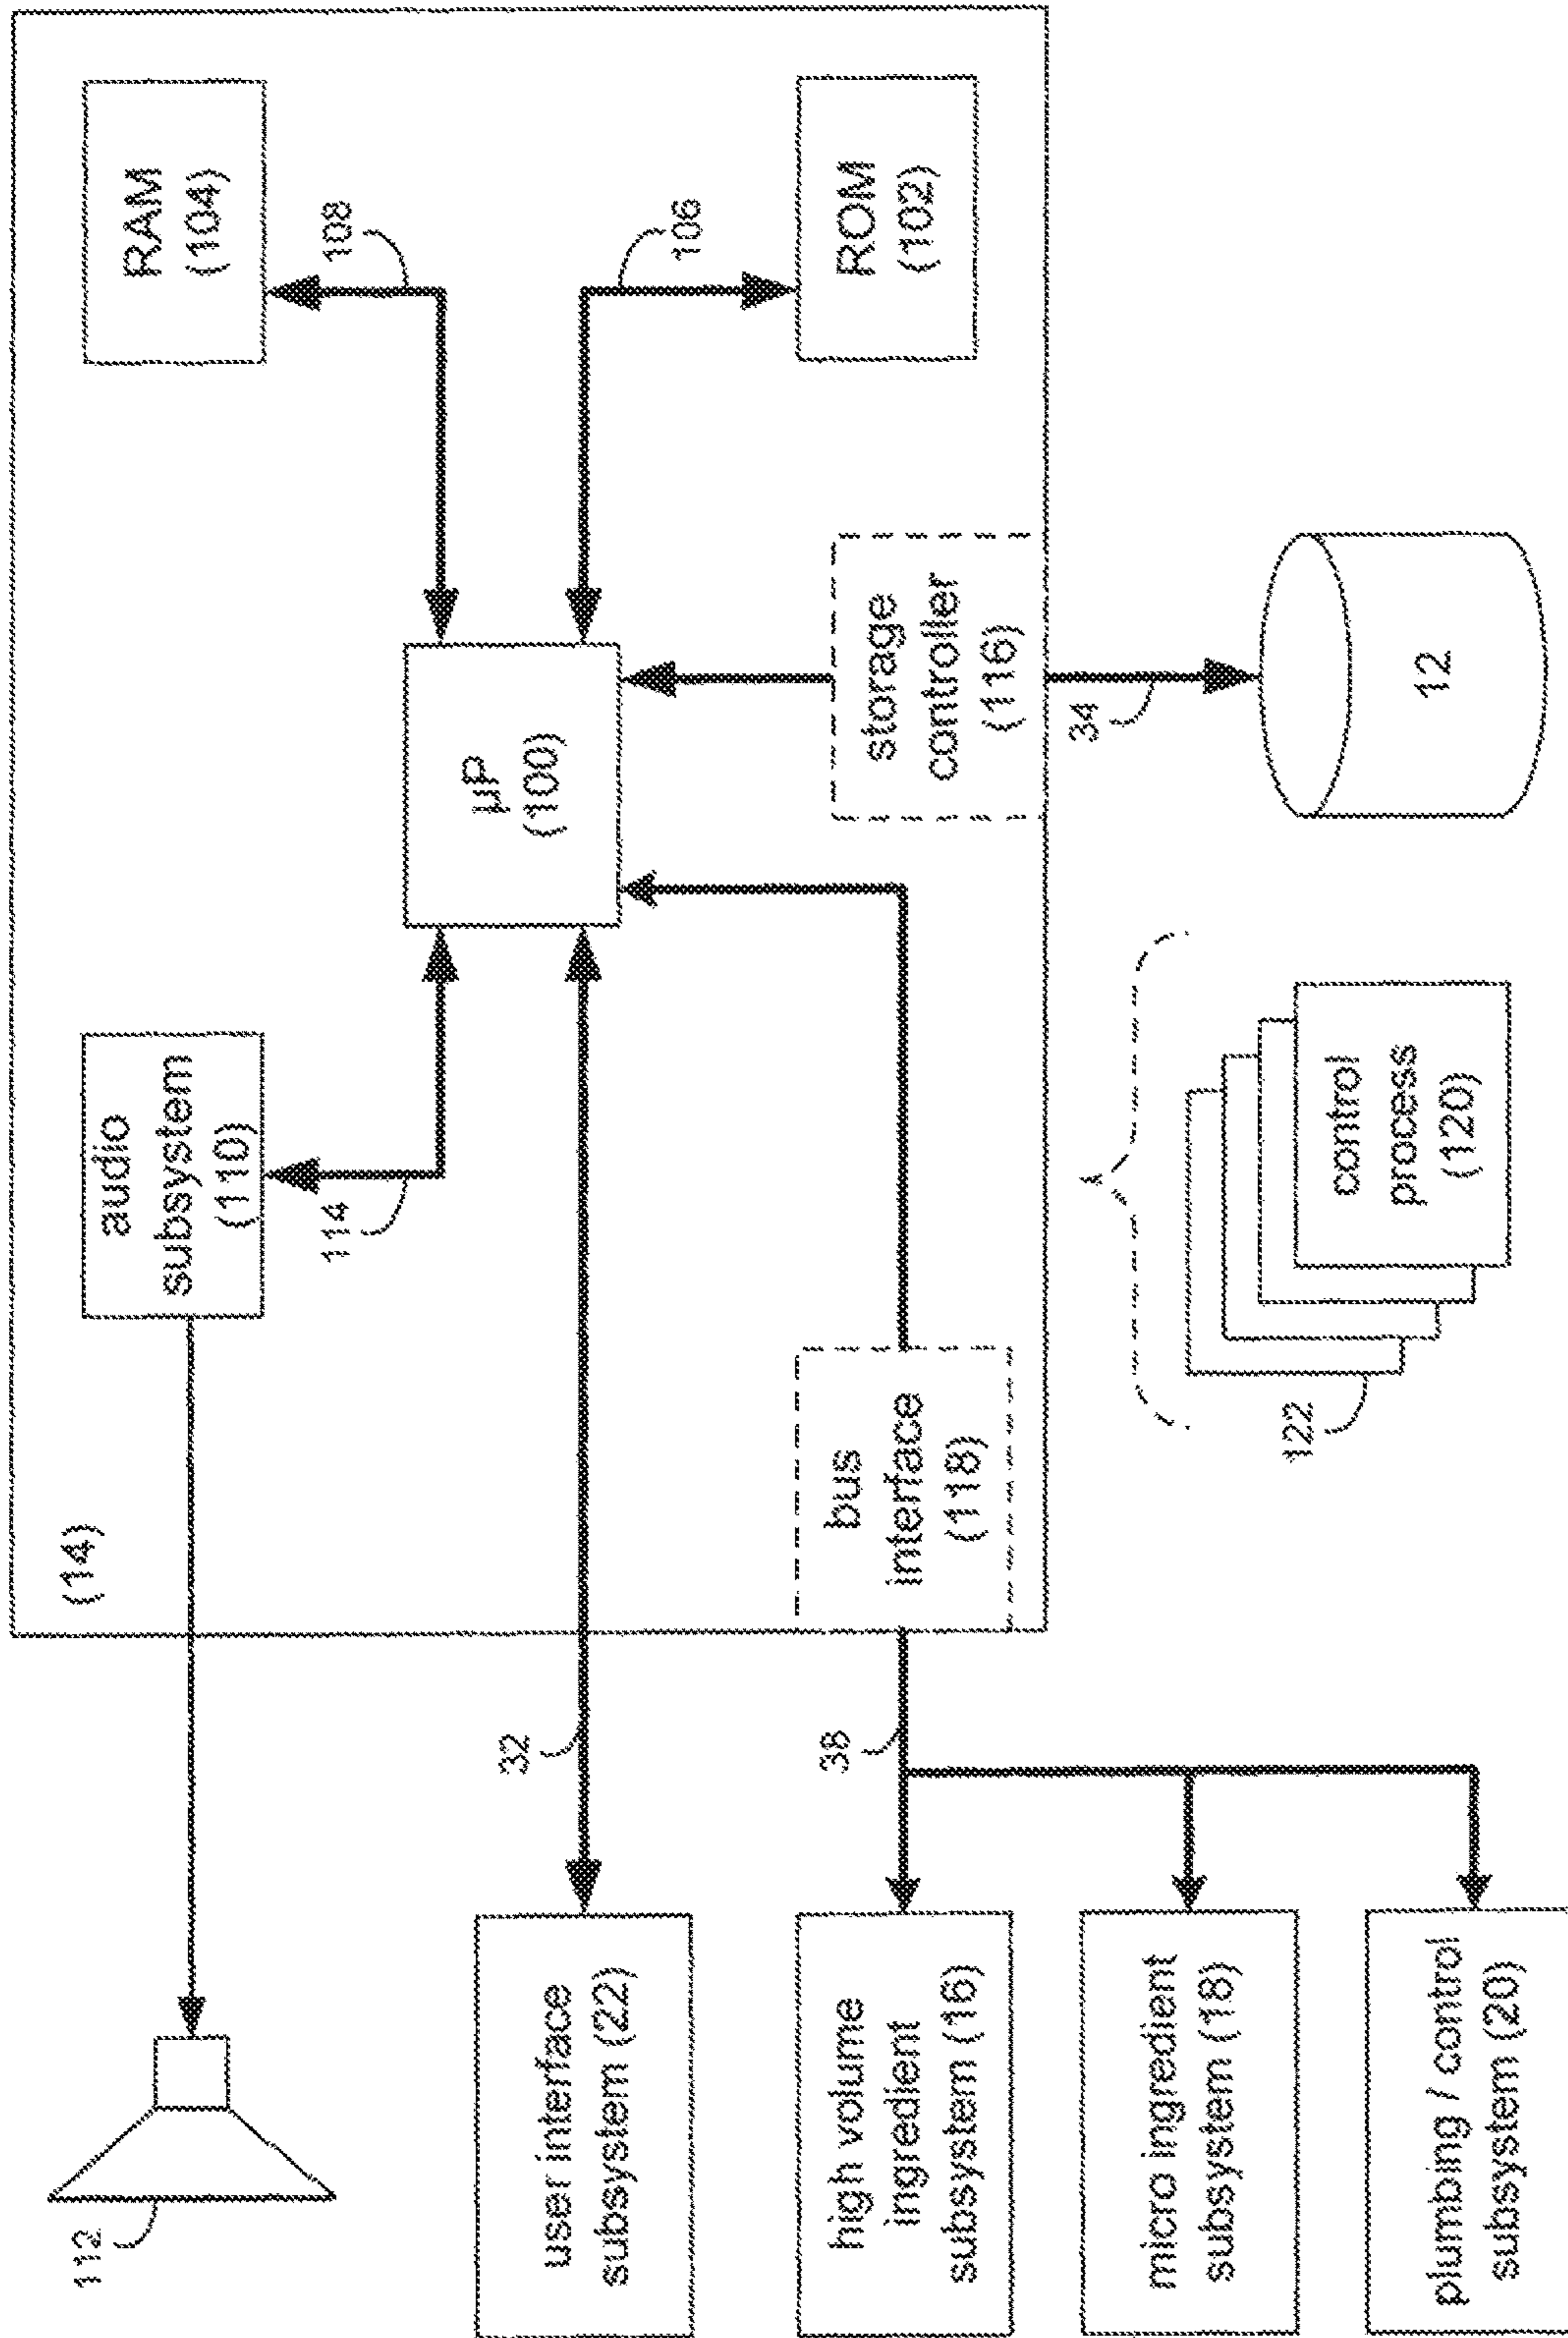 112
(14)
audio
subsystem
(110)
RAM
(104)
114
108
µP
(100)
32
user interface
subsystem (22)
106
ROM
(102)
38
high volume
ingredient
subsystem (16)
bus
interface
(118)
storage
controller
(116)
34
micro ingredient
subsystem (18)
122
control
process
(120)
12
plumbing / control
subsystem (20)